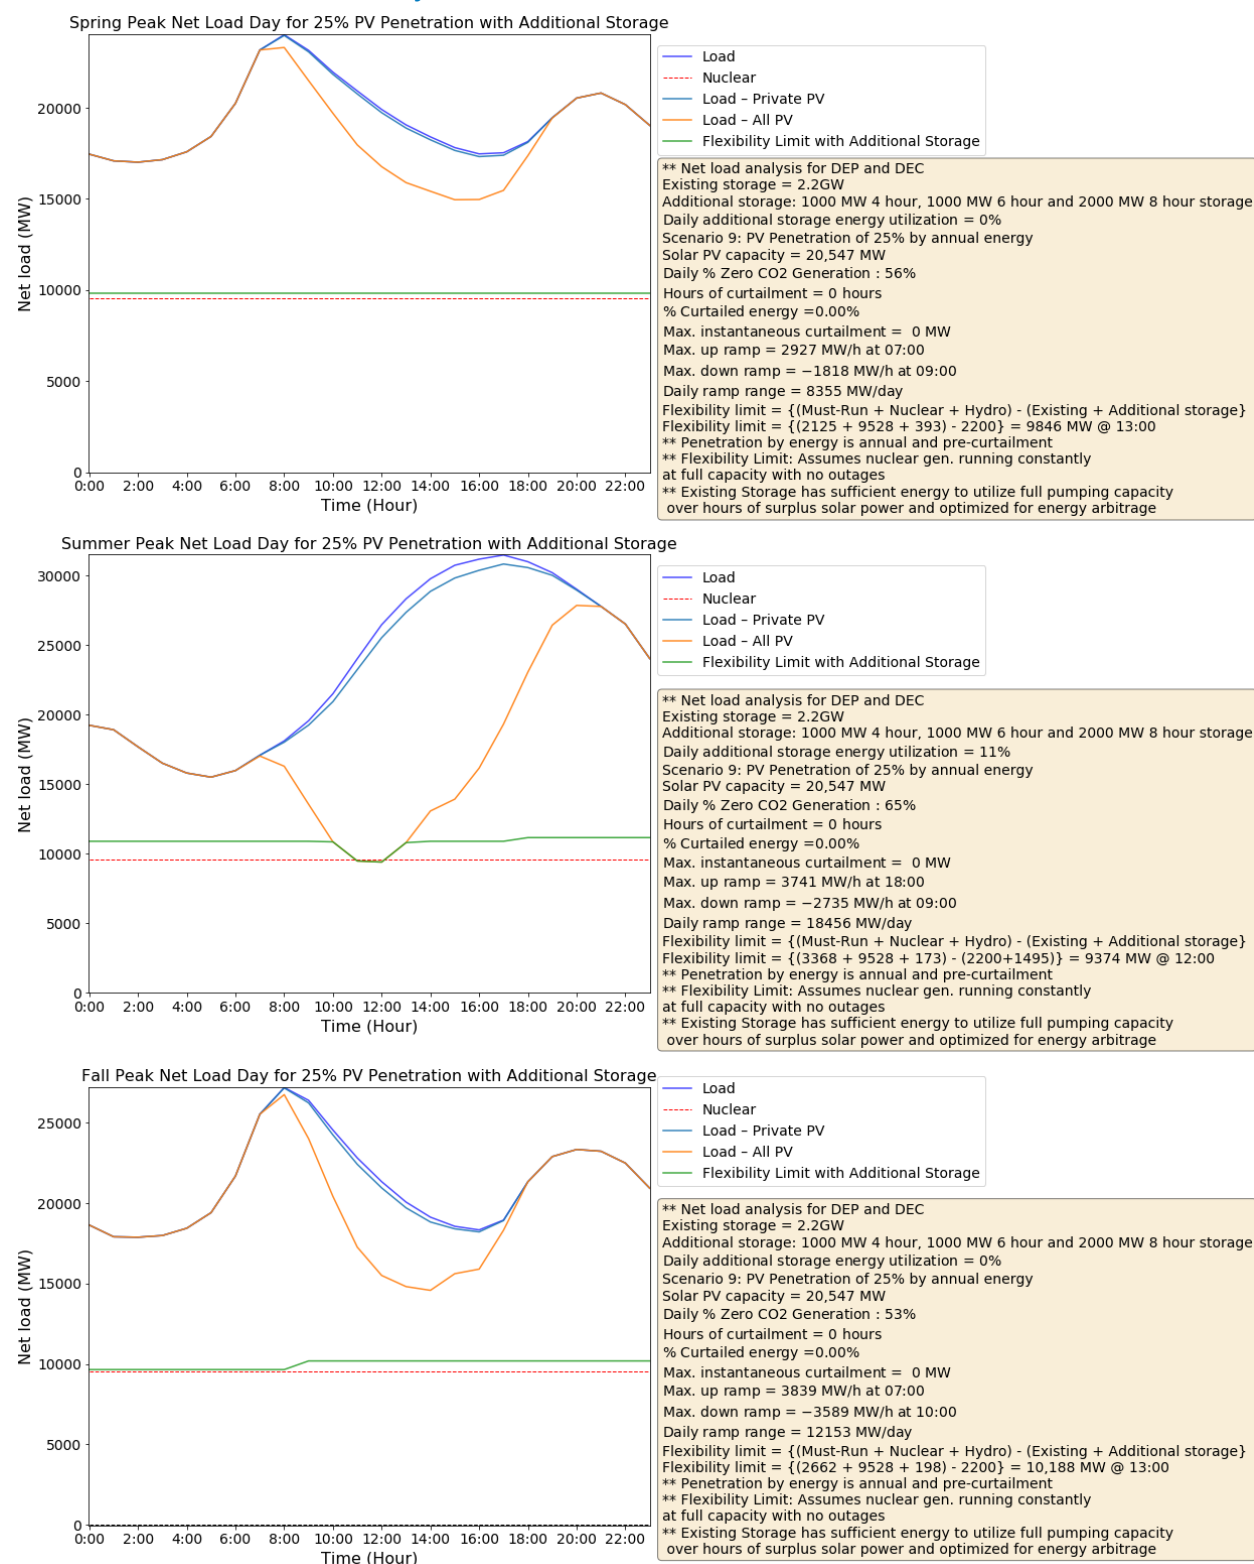 Spring Peak Net Load Day for 25% PV Penetration with Additional Storage
20000
15000
10000
5000
0
Net load (MW)
0:00 2:00 4:00 6:00 8:00 10:00 12:00 14:00 16:00 18:00 20:00 22:00
Time (Hour)
Load
Nuclear
Load – Private PV
Load – All PV
Flexibility Limit with Additional Storage
** Net load analysis for DEP and DEC
Existing storage = 2.2GW
Additional storage: 1000 MW 4 hour, 1000 MW 6 hour and 2000 MW 8 hour storage
Daily additional storage energy utilization = 0%
Scenario 9: PV Penetration of 25% by annual energy
Solar PV capacity = 20,547 MW
Daily % Zero CO2 Generation : 56%
Hours of curtailment = 0 hours
% Curtailed energy =0.00%
Max. instantaneous curtailment =  0 MW
Max. up ramp = 2927 MW/h at 07:00
Max. down ramp = −1818 MW/h at 09:00
Daily ramp range = 8355 MW/day
Flexibility limit = {(Must-Run + Nuclear + Hydro) - (Existing + Additional storage}
Flexibility limit = {(2125 + 9528 + 393) - 2200} = 9846 MW @ 13:00
** Penetration by energy is annual and pre-curtailment
** Flexibility Limit: Assumes nuclear gen. running constantly
at full capacity with no outages
** Existing Storage has sufficient energy to utilize full pumping capacity
over hours of surplus solar power and optimized for energy arbitrage
Summer Peak Net Load Day for 25% PV Penetration with Additional Storage
30000
25000
20000
15000
10000
5000
0
Net load (MW)
0:00 2:00 4:00 6:00 8:00 10:00 12:00 14:00 16:00 18:00 20:00 22:00
Time (Hour)
Load
Nuclear
Load – Private PV
Load – All PV
Flexibility Limit with Additional Storage
** Net load analysis for DEP and DEC
Existing storage = 2.2GW
Additional storage: 1000 MW 4 hour, 1000 MW 6 hour and 2000 MW 8 hour storage
Daily additional storage energy utilization = 11%
Scenario 9: PV Penetration of 25% by annual energy
Solar PV capacity = 20,547 MW
Daily % Zero CO2 Generation : 65%
Hours of curtailment = 0 hours
% Curtailed energy =0.00%
Max. instantaneous curtailment =  0 MW
Max. up ramp = 3741 MW/h at 18:00
Max. down ramp = −2735 MW/h at 09:00
Daily ramp range = 18456 MW/day
Flexibility limit = {(Must-Run + Nuclear + Hydro) - (Existing + Additional storage}
Flexibility limit = {(3368 + 9528 + 173) - (2200+1495)} = 9374 MW @ 12:00
** Penetration by energy is annual and pre-curtailment
** Flexibility Limit: Assumes nuclear gen. running constantly
at full capacity with no outages
** Existing Storage has sufficient energy to utilize full pumping capacity
over hours of surplus solar power and optimized for energy arbitrage
Fall Peak Net Load Day for 25% PV Penetration with Additional Storage
25000
20000
15000
10000
5000
0
Net load (MW)
0:00 2:00 4:00 6:00 8:00 10:00 12:00 14:00 16:00 18:00 20:00 22:00
Time (Hour)
Load
Nuclear
Load – Private PV
Load – All PV
Flexibility Limit with Additional Storage
** Net load analysis for DEP and DEC
Existing storage = 2.2GW
Additional storage: 1000 MW 4 hour, 1000 MW 6 hour and 2000 MW 8 hour storage
Daily additional storage energy utilization = 0%
Scenario 9: PV Penetration of 25% by annual energy
Solar PV capacity = 20,547 MW
Daily % Zero CO2 Generation : 53%
Hours of curtailment = 0 hours
% Curtailed energy =0.00%
Max. instantaneous curtailment =  0 MW
Max. up ramp = 3839 MW/h at 07:00
Max. down ramp = −3589 MW/h at 10:00
Daily ramp range = 12153 MW/day
Flexibility limit = {(Must-Run + Nuclear + Hydro) - (Existing + Additional storage}
Flexibility limit = {(2662 + 9528 + 198) - 2200} = 10,188 MW @ 13:00
** Penetration by energy is annual and pre-curtailment
** Flexibility Limit: Assumes nuclear gen. running constantly
at full capacity with no outages
** Existing Storage has sufficient energy to utilize full pumping capacity
over hours of surplus solar power and optimized for energy arbitrage